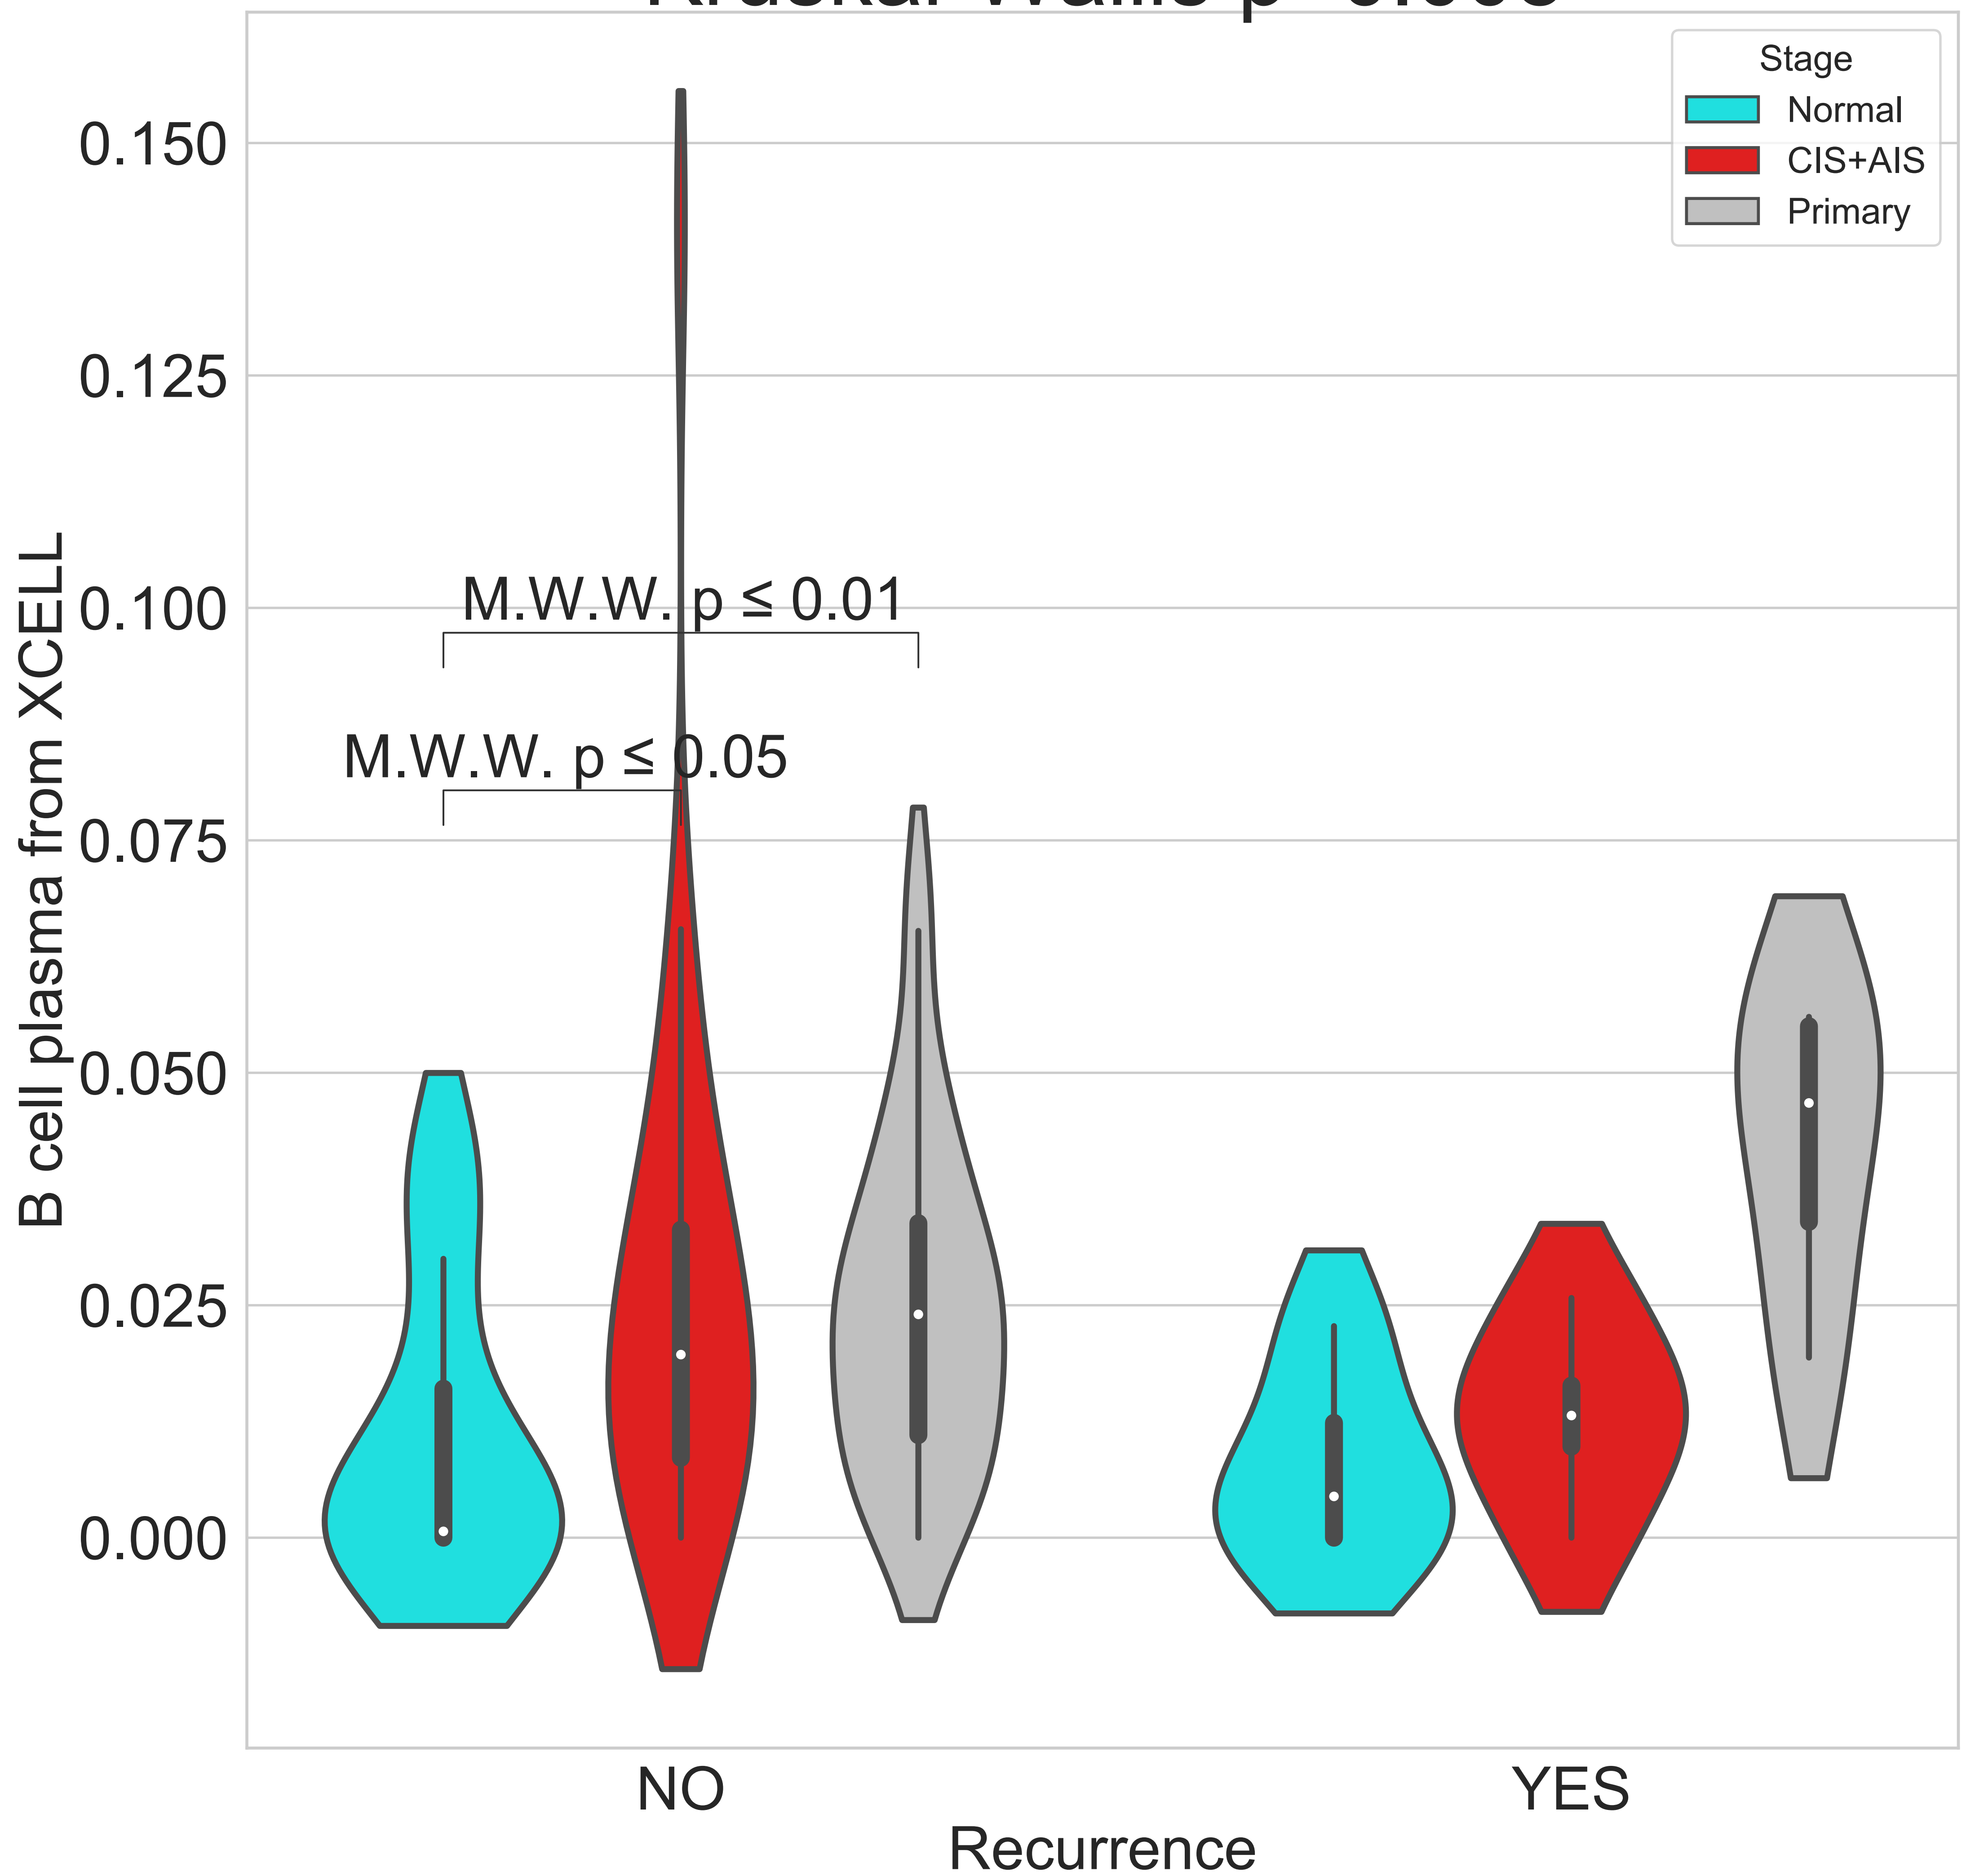 Stage
Normal
CIS+AIS
Primary
0.150
0.125
0.100
0.075
0.050
0.025
0.000
B cell plasma from XCELL
M.W.W. p ≤ 0.01
M.W.W. p ≤ 0.05
NO
YES
Recurrence